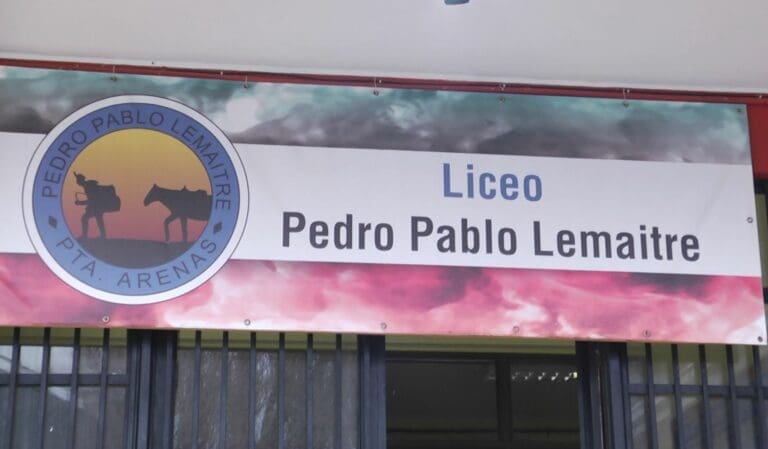 PEDRO PABLO LEMAITRE
PTA. ARENAS
Liceo
Pedro Pablo Lemaitre